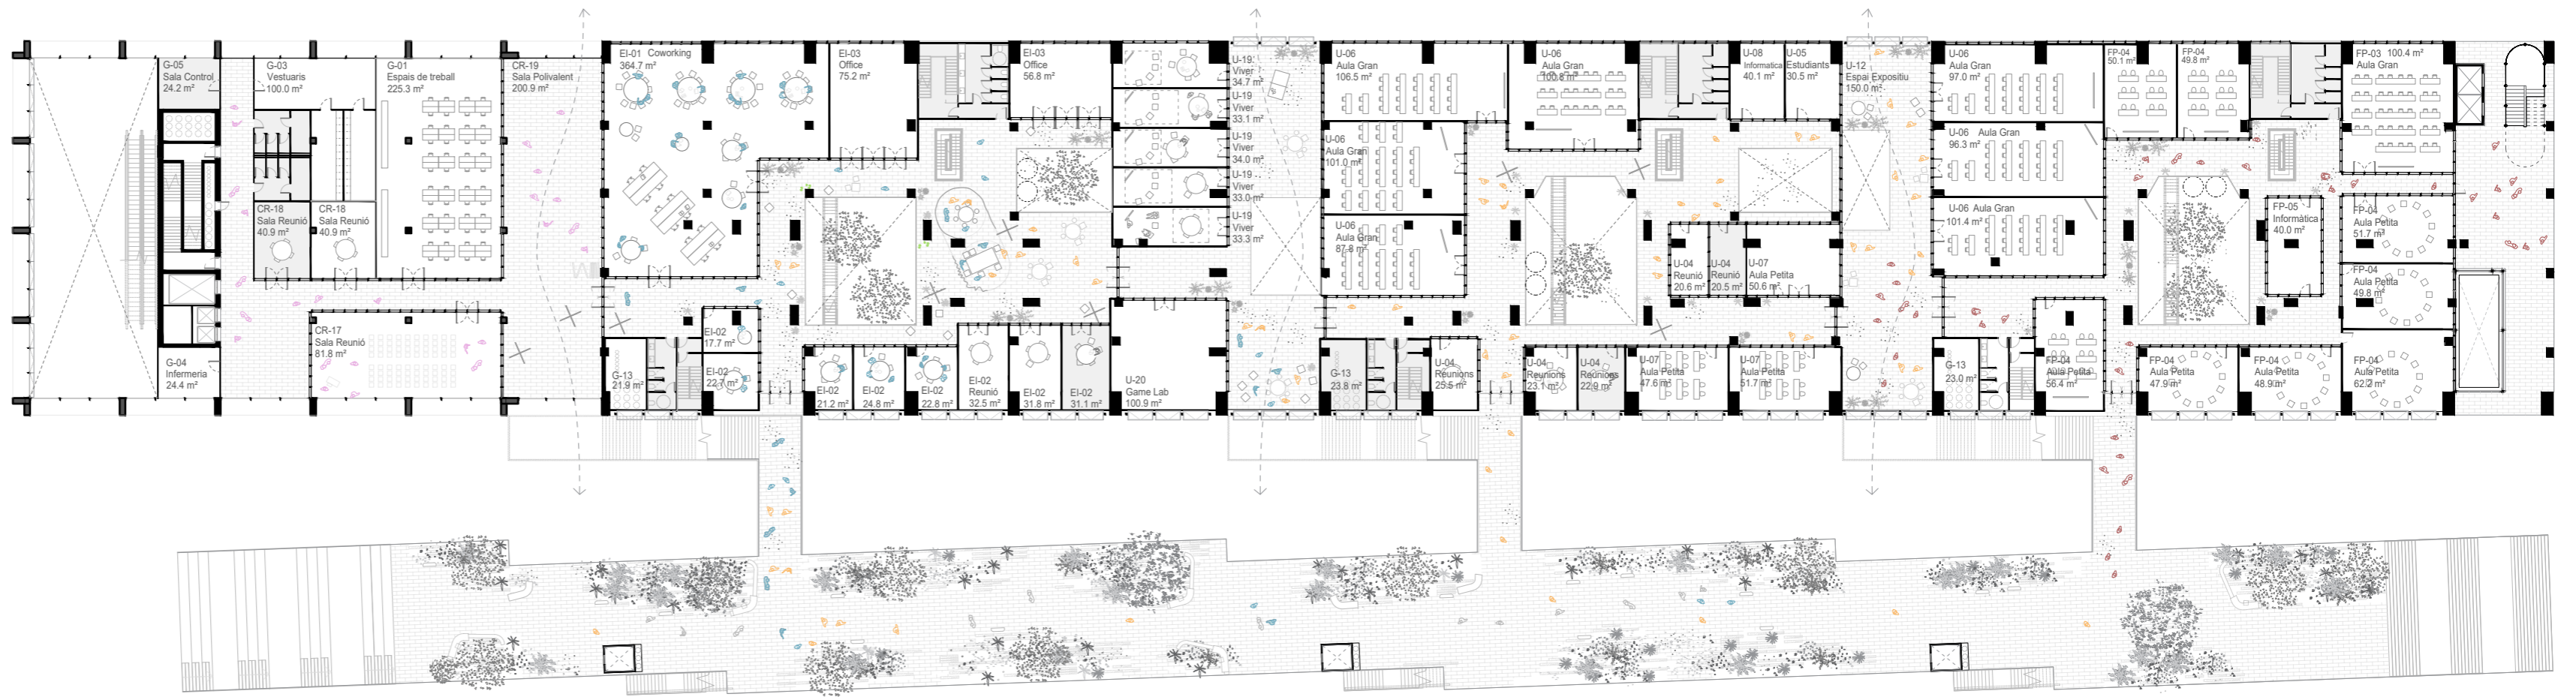 G-05
Sala Control
24.2 m²
G-03
Vestuaris
100.0 m²
G-01
Espais de treball
225.3 m²
CR-19
Sala Polivalent
200.9 m²
CR-18
Sala Reunió
40.9 m²
CR-18
Sala Reunió
40.9 m²
CR-17
Sala Reunió
81.8 m²
G-04
Infermeria
24.4 m²
EI-01 Coworking
364.7 m²
EI-03
Office
75.2 m²
EI-03
Office
56.8 m²
U-19
Viver
34.7 m²
U-19
Viver
33.1 m²
U-19
Viver
34.0 m²
U-19
Viver
33.0 m²
U-19
Viver
33.3 m²
EI-02
17.7 m²
EI-02
22.7 m²
G-13
21.9 m²
EI-02
21.2 m²
EI-02
24.8 m²
EI-02
22.8 m²
EI-02
Reunió
32.5 m²
EI-02
31.8 m²
EI-02
31.1 m²
U-20
Game Lab
100.9 m²
U-06
Aula Gran
106.5 m²
U-06
Aula Gran
100.8 m²
U-06
Aula Gran
101.0 m²
U-06
Aula Gran
87.8 m²
U-08
Informatica
40.1 m²
U-05
Estudiants
30.5 m²
U-04
Reunió
20.6 m²
U-04
Reunió
20.5 m²
U-07
Aula Petita
50.6 m²
G-13
23.8 m²
U-04
Reunions
25.5 m²
U-04
Reunions
23.1 m²
U-04
Reunions
22.9 m²
U-07
Aula Petita
47.6 m²
U-07
Aula Petita
51.7 m²
U-12
Espai Expositiu
150.0 m²
U-06
Aula Gran
97.0 m²
U-06 Aula Gran
96.3 m²
U-06 Aula Gran
101.4 m²
FP-04
50.1 m²
FP-04
49.8 m²
FP-03 100.4 m²
Aula Gran
FP-05
Informàtica
40.0 m²
FP-04
Aula Petita
51.7 m²
FP-04
Aula Petita
49.8 m²
G-13
23.0 m²
FP-04
Aula Petita
56.4 m²
FP-04
Aula Petita
47.9 m²
FP-04
Aula Petita
48.9 m²
FP-04
Aula Petita
62.2 m²